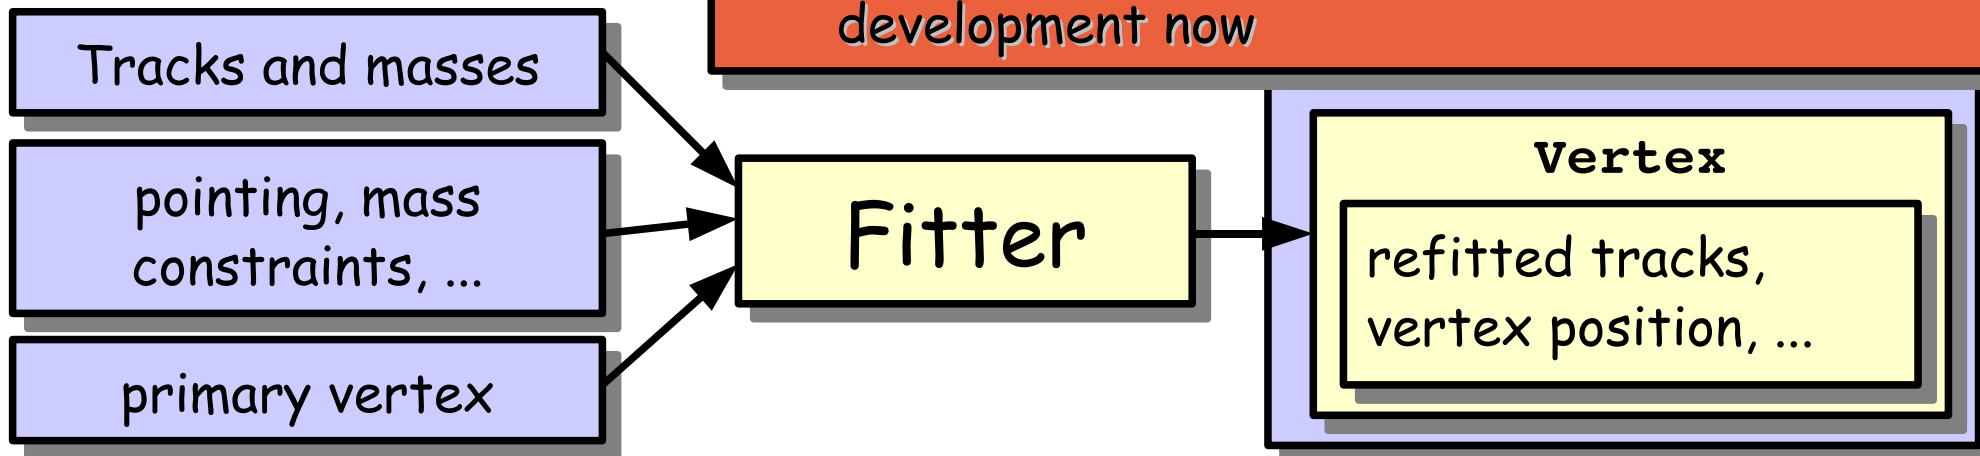 development now
Tracks and masses
pointing, mass
constraints, ...
primary vertex
Fitter
Vertex
refitted tracks,
vertex position, ...